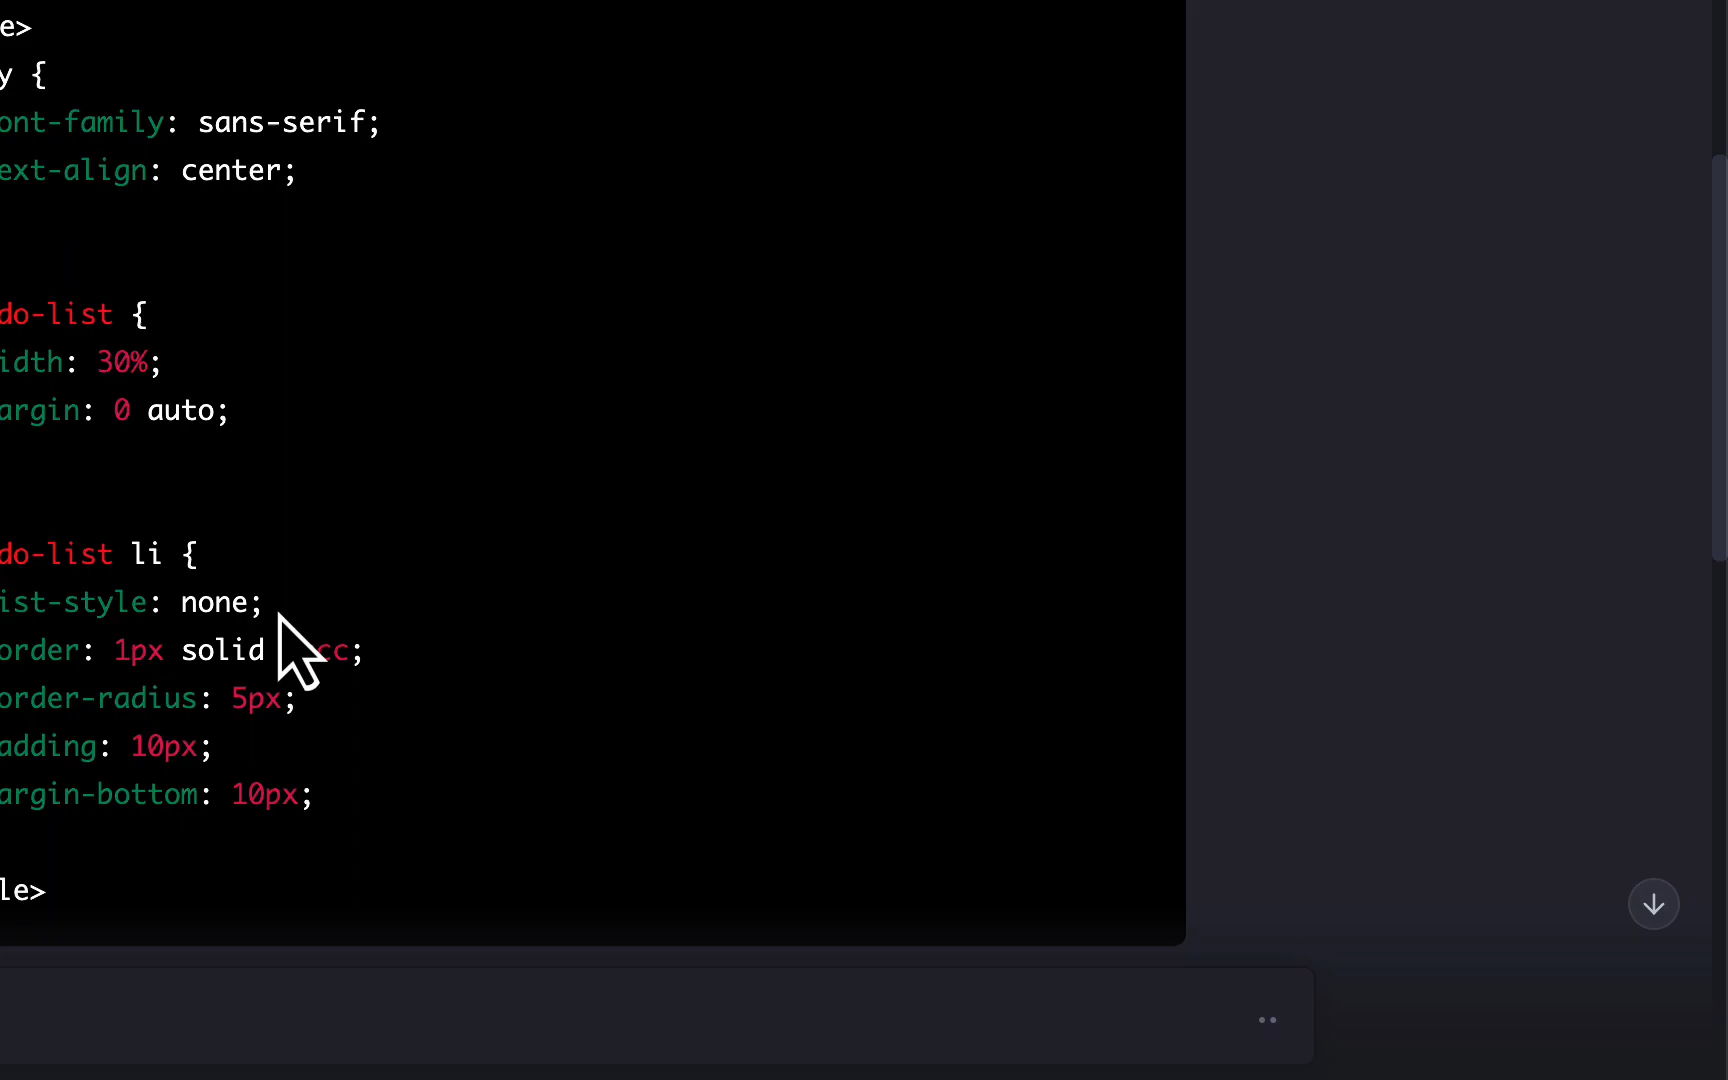 e>
y {
ont-family: sans-serif;
ext-align: center;
do-list {
idth: 30%;
argin: 0 auto;
do-list li {
ist-style: none;
order: 1px solid cc;
order-radius: 5px;
adding: 10px;
argin-bottom: 10px;
le>